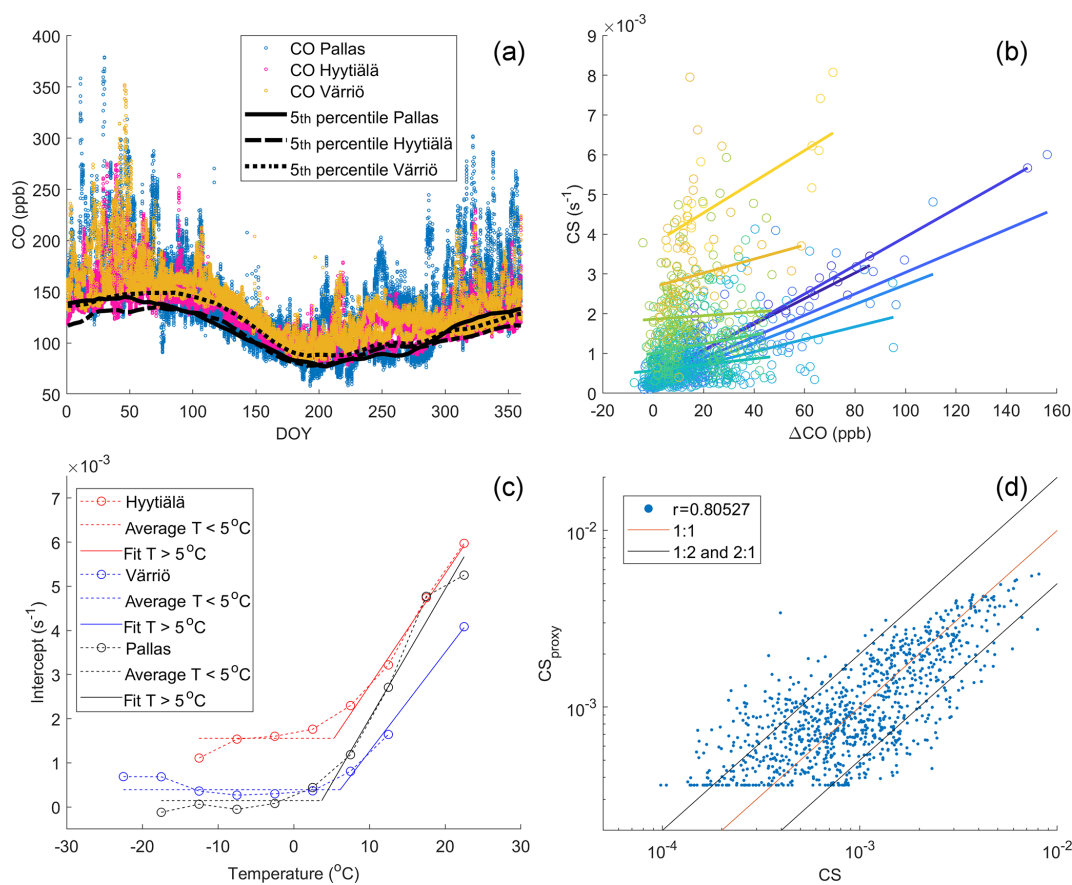 (a)
400
350
300
250
200
150
100
50
CO (ppb)
0 50 100 150 200 250 300 350
DOY
CO Pallas
CO Hyytiälä
CO Värriö
5th percentile Pallas
5th percentile Hyytiälä
5th percentile Värriö
(b)
×10⁻³
9
8
7
6
5
4
3
2
1
0
CS (s⁻¹)
-20 0 20 40 60 80 100 120 140 160
ΔCO (ppb)
(c)
×10⁻³
7
6
5
4
3
2
1
0
Intercept (s⁻¹)
-30 -20 -10 0 10 20 30
Temperature (°C)
Hyytiälä
Average T < 5°C
Fit T > 5°C
Värriö
Average T < 5°C
Fit T > 5°C
Pallas
Average T < 5°C
Fit T > 5°C
(d)
r=0.80527
1:1
1:2 and 2:1
10⁻²
10⁻³
CSproxy
10⁻⁴ 10⁻³ 10⁻²
CS